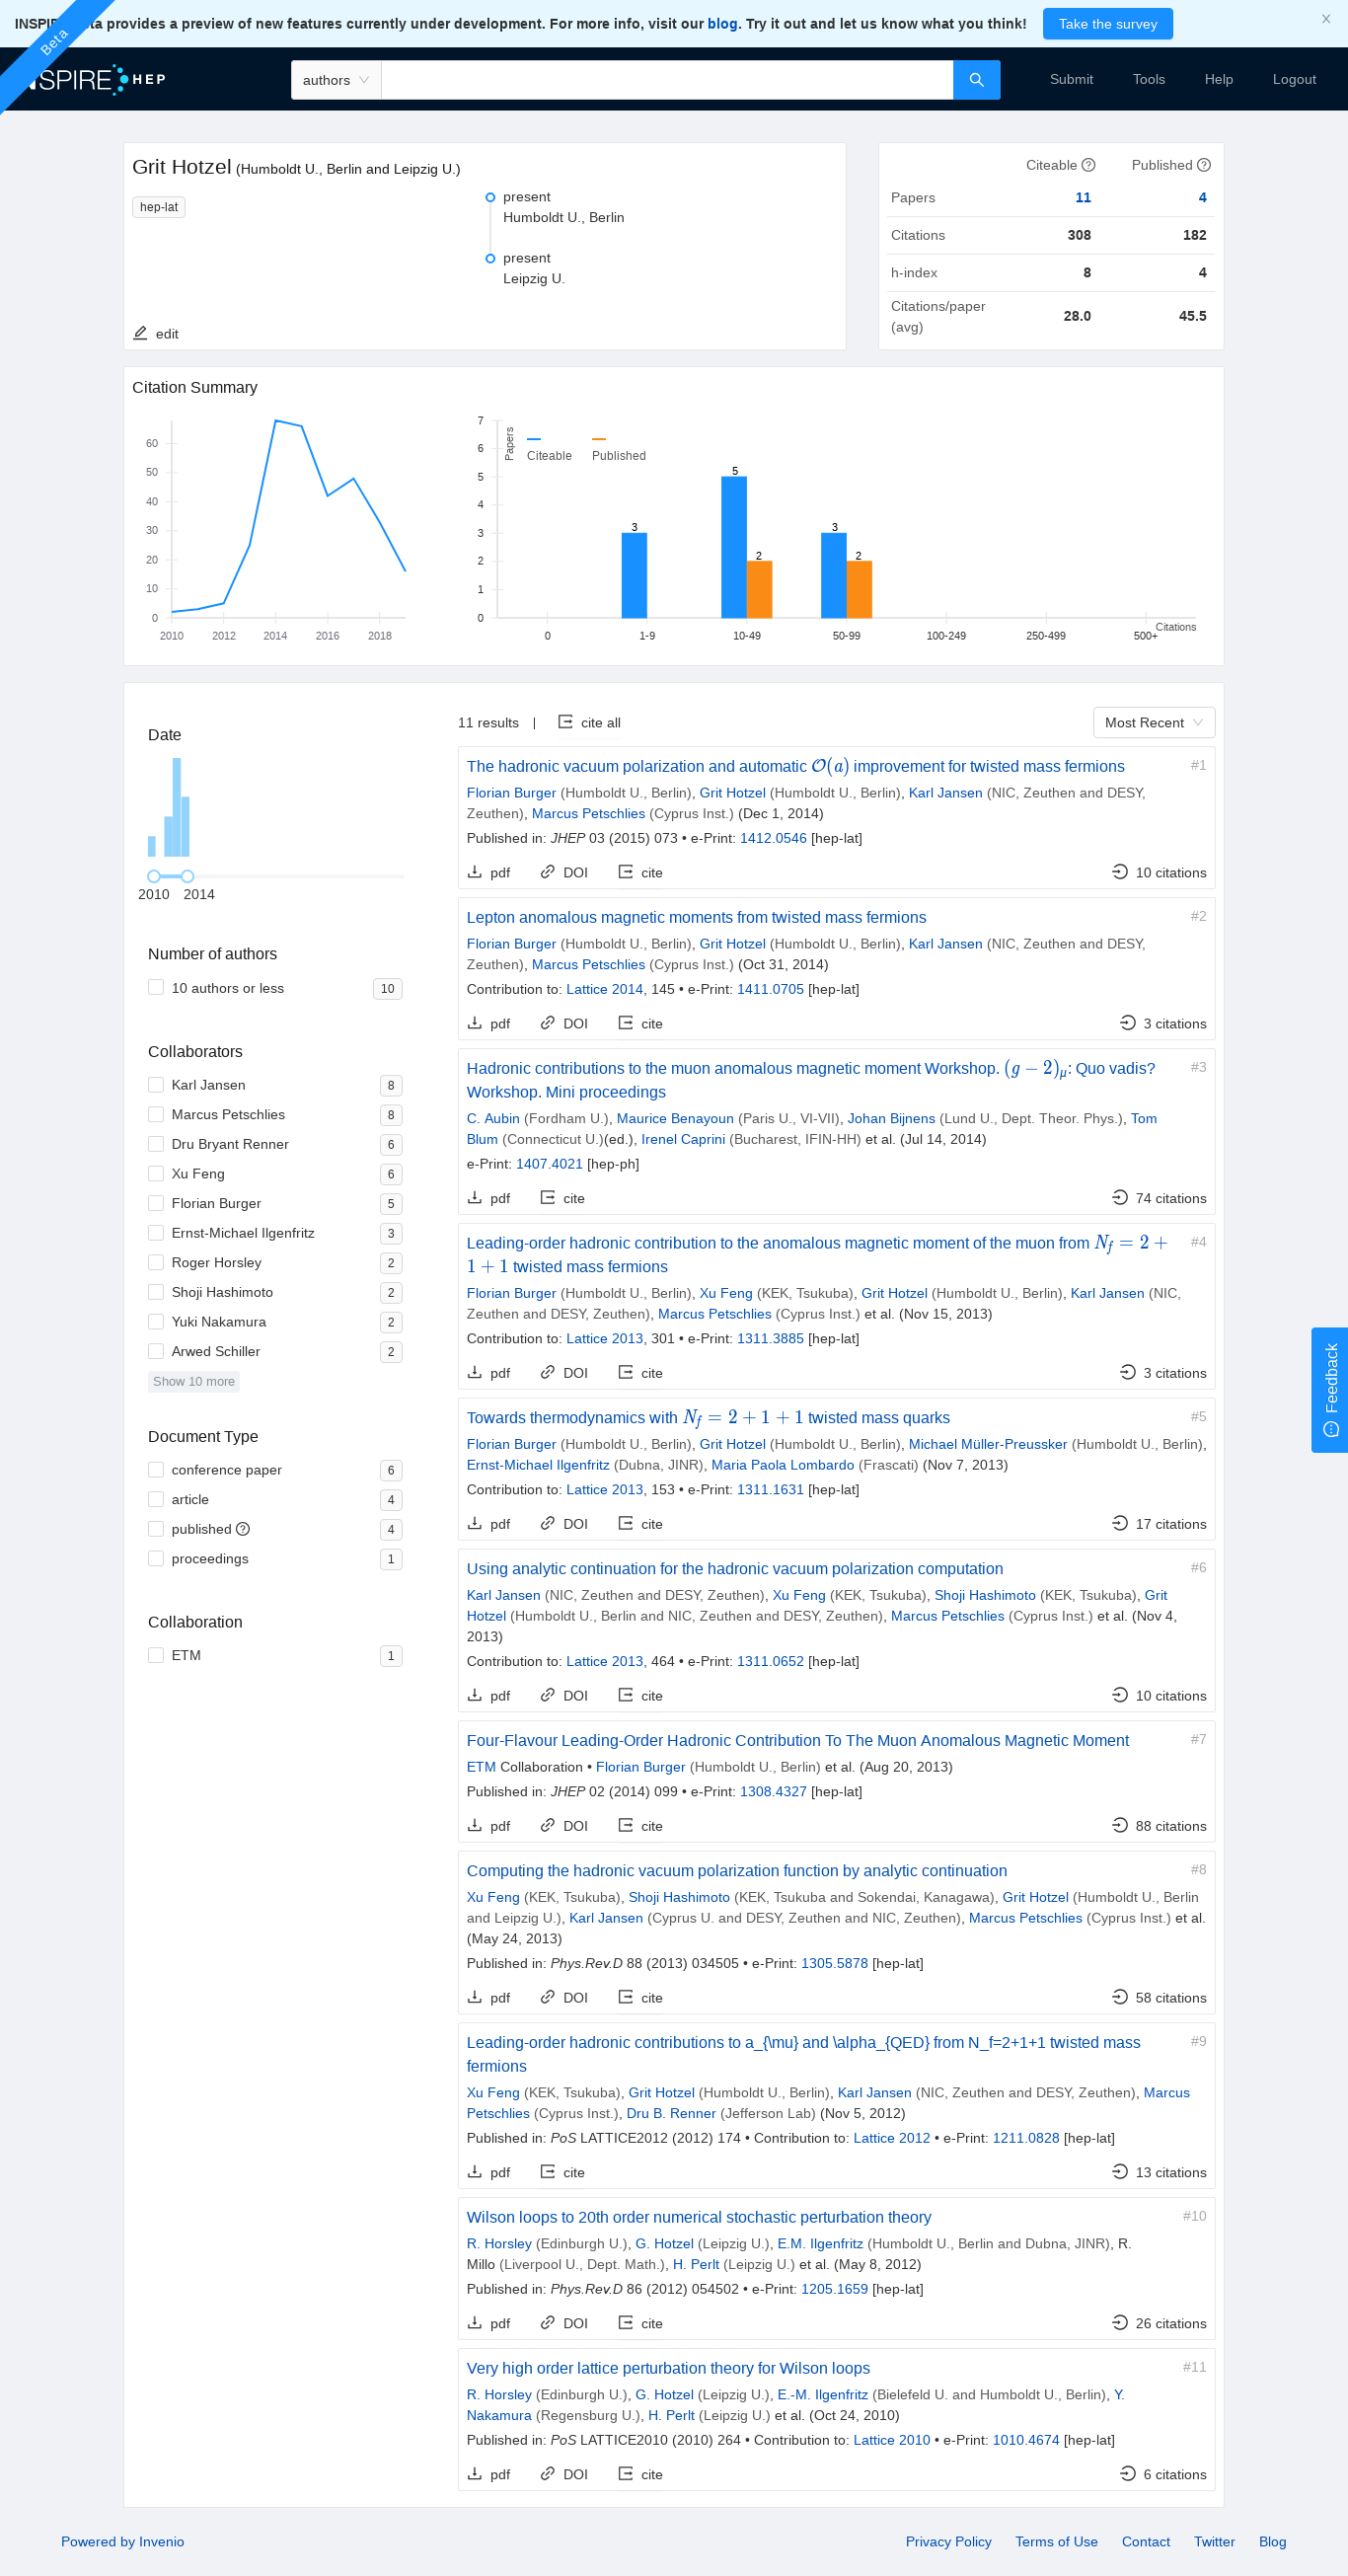 INSPIRE Beta provides a preview of new features currently under development. For more info, visit our blog. Try it out and let us know what you think! Take the survey
Beta
INSPIRE HEP
authors
Submit Tools Help Logout
Grit Hotzel (Humboldt U., Berlin and Leipzig U.)
hep-lat
present
Humboldt U., Berlin
present
Leipzig U.
edit
Citeable Published
Papers 11 4
Citations 308 182
h-index 8 4
Citations/paper
(avg) 28.0 45.5
Citation Summary
60
50
40
30
20
10
0
2010 2012 2014 2016 2018
7
6
5
4
3
2
1
0
Papers
Citeable Published
3 5 2 3 2
0 1-9 10-49 50-99 100-249 250-499 500+
Citations
Date
2010 2014
Number of authors
10 authors or less 10
Collaborators
Karl Jansen 8
Marcus Petschlies 8
Dru Bryant Renner 6
Xu Feng 6
Florian Burger 5
Ernst-Michael Ilgenfritz 3
Roger Horsley 2
Shoji Hashimoto 2
Yuki Nakamura 2
Arwed Schiller 2
Show 10 more
Document Type
conference paper 6
article 4
published 4
proceedings 1
Collaboration
ETM 1
11 results | cite all Most Recent
The hadronic vacuum polarization and automatic 𝒪(a) improvement for twisted mass fermions #1
Florian Burger (Humboldt U., Berlin), Grit Hotzel (Humboldt U., Berlin), Karl Jansen (NIC, Zeuthen and DESY,
Zeuthen), Marcus Petschlies (Cyprus Inst.) (Dec 1, 2014)
Published in: JHEP 03 (2015) 073 • e-Print: 1412.0546 [hep-lat]
pdf DOI cite 10 citations
Lepton anomalous magnetic moments from twisted mass fermions #2
Florian Burger (Humboldt U., Berlin), Grit Hotzel (Humboldt U., Berlin), Karl Jansen (NIC, Zeuthen and DESY,
Zeuthen), Marcus Petschlies (Cyprus Inst.) (Oct 31, 2014)
Contribution to: Lattice 2014, 145 • e-Print: 1411.0705 [hep-lat]
pdf DOI cite 3 citations
Hadronic contributions to the muon anomalous magnetic moment Workshop. (g − 2)μ: Quo vadis? #3
Workshop. Mini proceedings
C. Aubin (Fordham U.), Maurice Benayoun (Paris U., VI-VII), Johan Bijnens (Lund U., Dept. Theor. Phys.), Tom
Blum (Connecticut U.)(ed.), Irenel Caprini (Bucharest, IFIN-HH) et al. (Jul 14, 2014)
e-Print: 1407.4021 [hep-ph]
pdf cite 74 citations
Leading-order hadronic contribution to the anomalous magnetic moment of the muon from Nf = 2 + #4
1 + 1 twisted mass fermions
Florian Burger (Humboldt U., Berlin), Xu Feng (KEK, Tsukuba), Grit Hotzel (Humboldt U., Berlin), Karl Jansen (NIC,
Zeuthen and DESY, Zeuthen), Marcus Petschlies (Cyprus Inst.) et al. (Nov 15, 2013)
Contribution to: Lattice 2013, 301 • e-Print: 1311.3885 [hep-lat]
pdf DOI cite 3 citations
Towards thermodynamics with Nf = 2 + 1 + 1 twisted mass quarks #5
Florian Burger (Humboldt U., Berlin), Grit Hotzel (Humboldt U., Berlin), Michael Müller-Preussker (Humboldt U., Berlin),
Ernst-Michael Ilgenfritz (Dubna, JINR), Maria Paola Lombardo (Frascati) (Nov 7, 2013)
Contribution to: Lattice 2013, 153 • e-Print: 1311.1631 [hep-lat]
pdf DOI cite 17 citations
Using analytic continuation for the hadronic vacuum polarization computation #6
Karl Jansen (NIC, Zeuthen and DESY, Zeuthen), Xu Feng (KEK, Tsukuba), Shoji Hashimoto (KEK, Tsukuba), Grit
Hotzel (Humboldt U., Berlin and NIC, Zeuthen and DESY, Zeuthen), Marcus Petschlies (Cyprus Inst.) et al. (Nov 4,
2013)
Contribution to: Lattice 2013, 464 • e-Print: 1311.0652 [hep-lat]
pdf DOI cite 10 citations
Four-Flavour Leading-Order Hadronic Contribution To The Muon Anomalous Magnetic Moment #7
ETM Collaboration • Florian Burger (Humboldt U., Berlin) et al. (Aug 20, 2013)
Published in: JHEP 02 (2014) 099 • e-Print: 1308.4327 [hep-lat]
pdf DOI cite 88 citations
Computing the hadronic vacuum polarization function by analytic continuation #8
Xu Feng (KEK, Tsukuba), Shoji Hashimoto (KEK, Tsukuba and Sokendai, Kanagawa), Grit Hotzel (Humboldt U., Berlin
and Leipzig U.), Karl Jansen (Cyprus U. and DESY, Zeuthen and NIC, Zeuthen), Marcus Petschlies (Cyprus Inst.) et al.
(May 24, 2013)
Published in: Phys.Rev.D 88 (2013) 034505 • e-Print: 1305.5878 [hep-lat]
pdf DOI cite 58 citations
Leading-order hadronic contributions to a_{\mu} and \alpha_{QED} from N_f=2+1+1 twisted mass #9
fermions
Xu Feng (KEK, Tsukuba), Grit Hotzel (Humboldt U., Berlin), Karl Jansen (NIC, Zeuthen and DESY, Zeuthen), Marcus
Petschlies (Cyprus Inst.), Dru B. Renner (Jefferson Lab) (Nov 5, 2012)
Published in: PoS LATTICE2012 (2012) 174 • Contribution to: Lattice 2012 • e-Print: 1211.0828 [hep-lat]
pdf cite 13 citations
Wilson loops to 20th order numerical stochastic perturbation theory #10
R. Horsley (Edinburgh U.), G. Hotzel (Leipzig U.), E.M. Ilgenfritz (Humboldt U., Berlin and Dubna, JINR), R.
Millo (Liverpool U., Dept. Math.), H. Perlt (Leipzig U.) et al. (May 8, 2012)
Published in: Phys.Rev.D 86 (2012) 054502 • e-Print: 1205.1659 [hep-lat]
pdf DOI cite 26 citations
Very high order lattice perturbation theory for Wilson loops #11
R. Horsley (Edinburgh U.), G. Hotzel (Leipzig U.), E.-M. Ilgenfritz (Bielefeld U. and Humboldt U., Berlin), Y.
Nakamura (Regensburg U.), H. Perlt (Leipzig U.) et al. (Oct 24, 2010)
Published in: PoS LATTICE2010 (2010) 264 • Contribution to: Lattice 2010 • e-Print: 1010.4674 [hep-lat]
pdf DOI cite 6 citations
Feedback
Powered by Invenio Privacy Policy Terms of Use Contact Twitter Blog